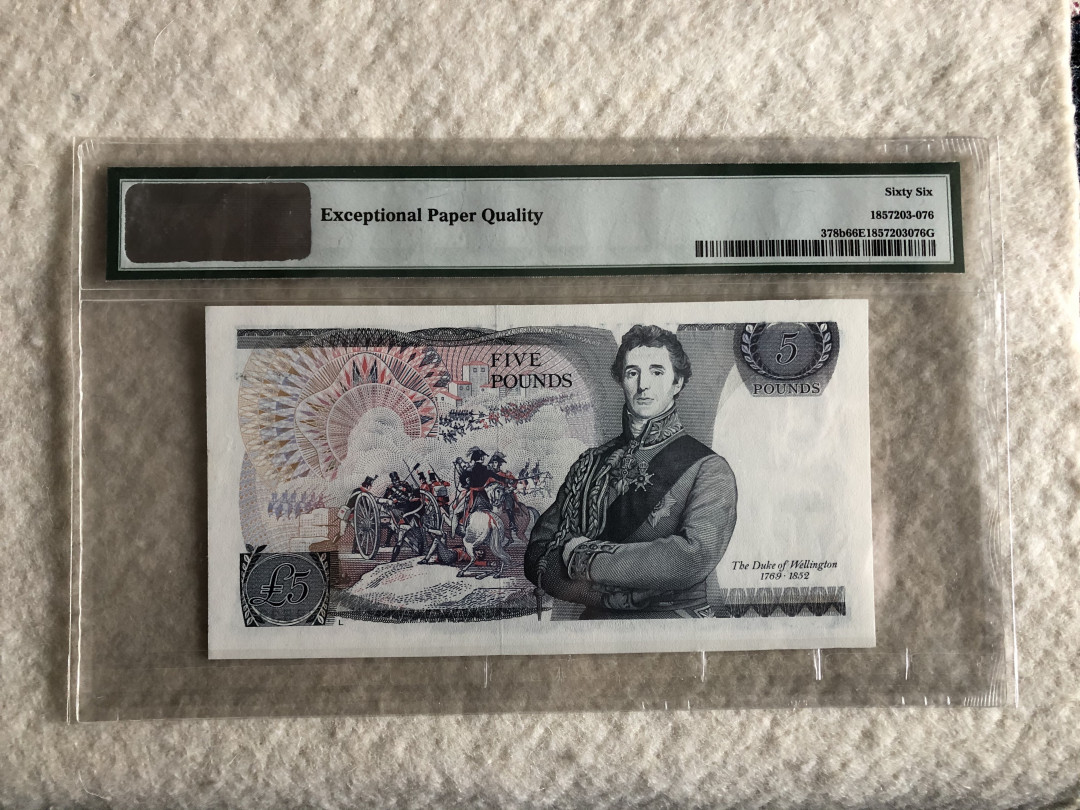 Exceptional Paper Quality
Sixty Six
1857203-076
378b66E1857203076G
FIVE
POUNDS
5
POUNDS
The Duke of Wellington
1769·1852
£5
L